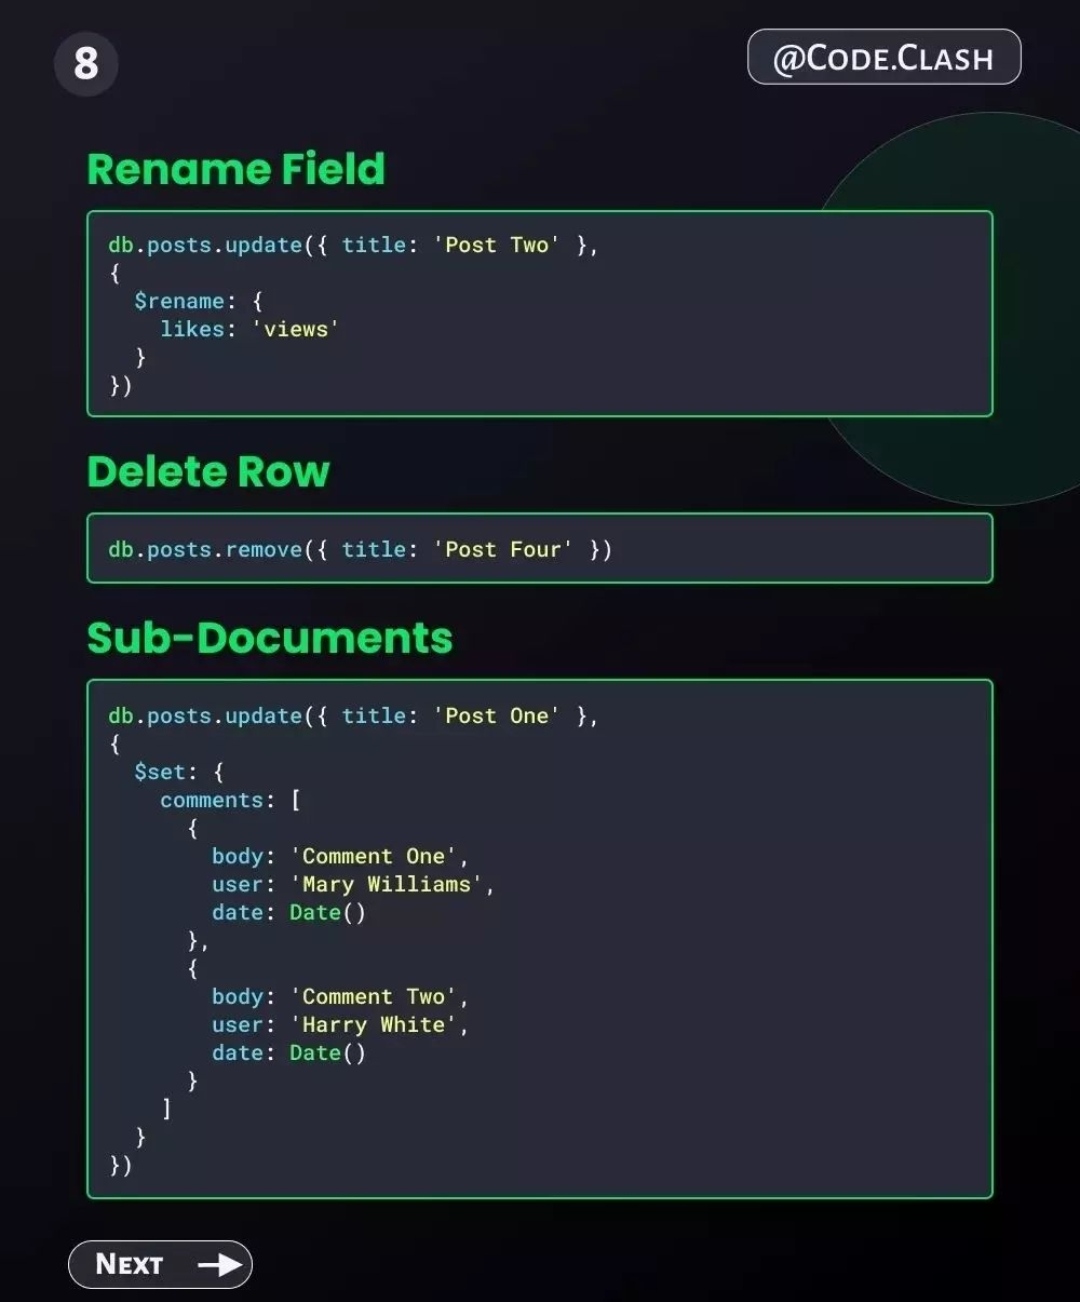 8
@Code.Clash
Rename Field
db.posts.update({ title: 'Post Two' },
{
  $rename: {
    likes: 'views'
  }
})
Delete Row
db.posts.remove({ title: 'Post Four' })
Sub-Documents
db.posts.update({ title: 'Post One' },
{
  $set: {
    comments: [
      {
        body: 'Comment One',
        user: 'Mary Williams',
        date: Date()
      },
      {
        body: 'Comment Two',
        user: 'Harry White',
        date: Date()
      }
    ]
  }
})
Next